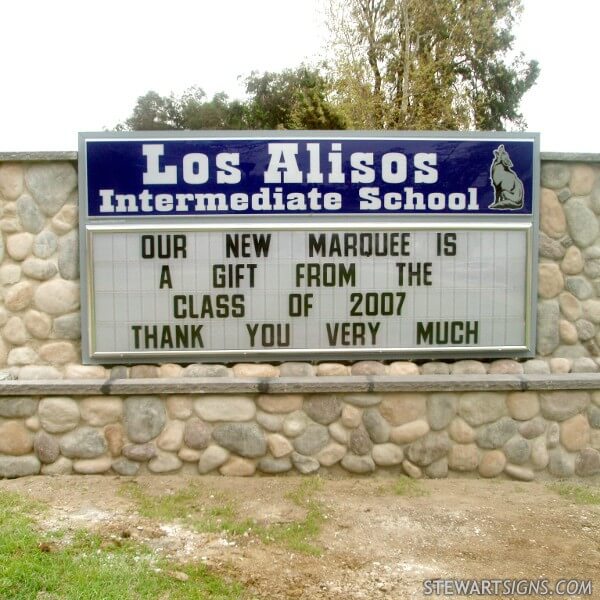 Los Alisos
Intermediate School
OUR NEW MARQUEE IS
A GIFT FROM THE
CLASS OF 2007
THANK YOU VERY MUCH
STEWARTSIGNS.COM